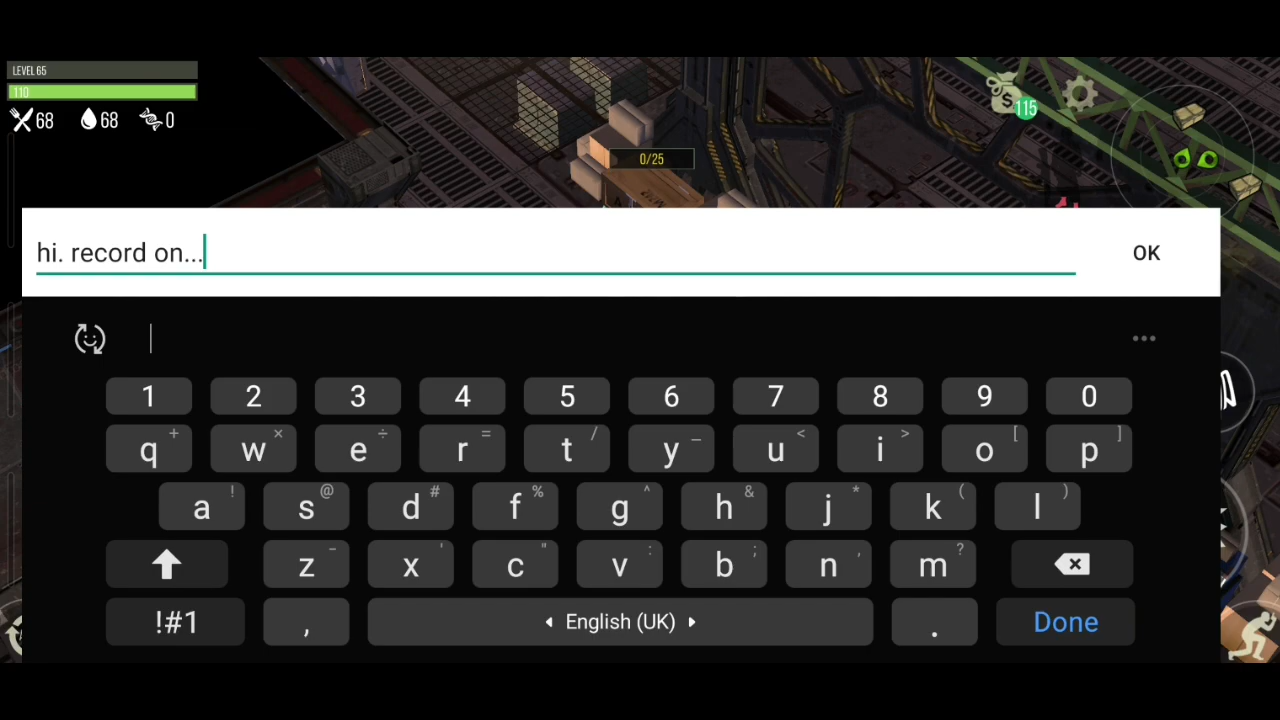 LEVEL 65
110
68 68 0
115
0/25
hi. record on...
OK
1 2 3 4 5 6 7 8 9 0
q + w × e ÷ r = t / y _ u < i > o [ p ]
a ! s @ d # f % g ^ h & j * k ( l )
z - x ' c " v : b ; n , m ?
!#1 , English (UK) . Done